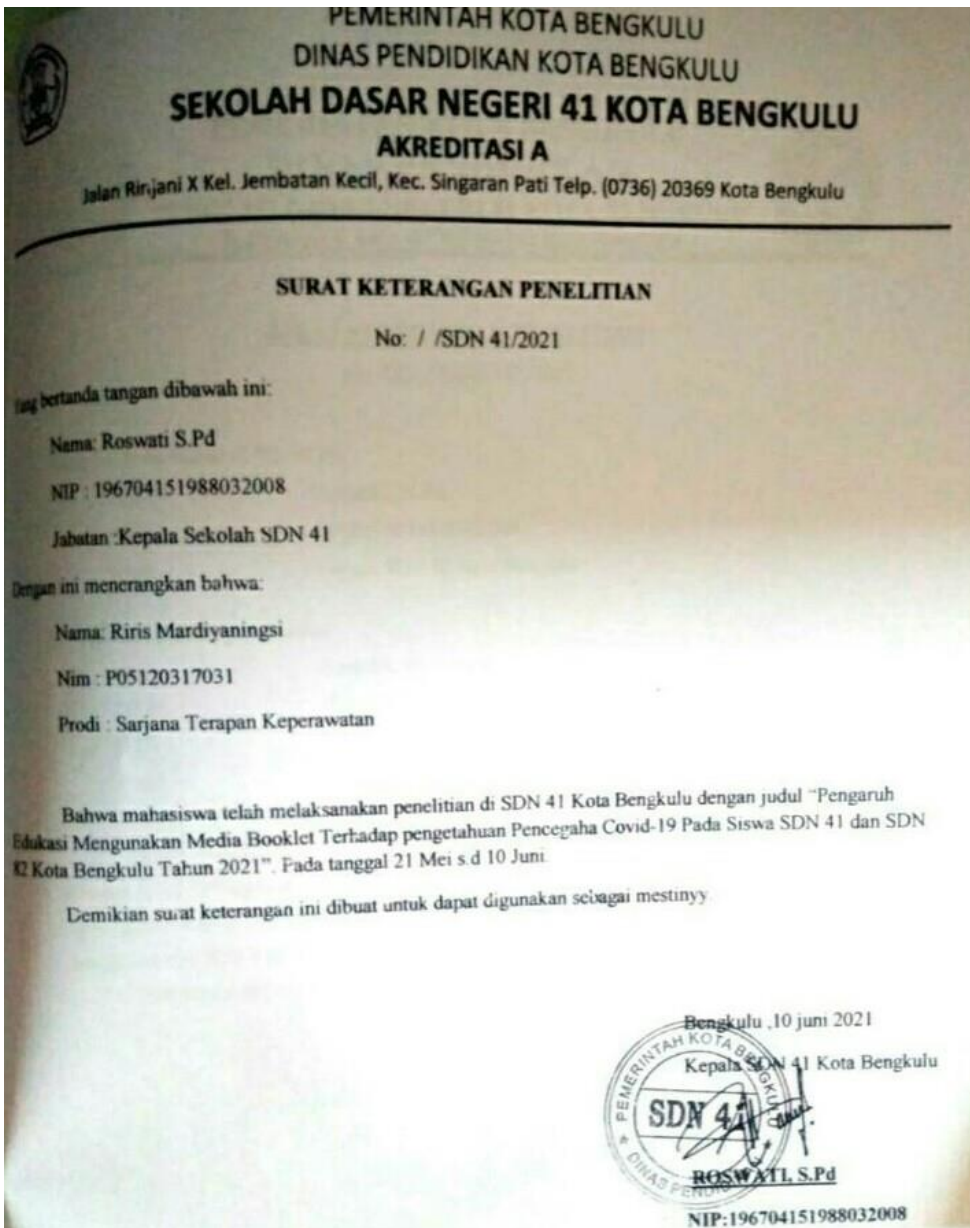 PEMERINTAH KOTA BENGKULU
DINAS PENDIDIKAN KOTA BENGKULU
SEKOLAH DASAR NEGERI 41 KOTA BENGKULU
AKREDITASI A
Jalan Rinjani X Kel. Jembatan Kecil, Kec. Singaran Pati Telp. (0736) 20369 Kota Bengkulu
SURAT KETERANGAN PENELITIAN
No: / /SDN 41/2021
Yang bertanda tangan dibawah ini:
Nama: Roswati S.Pd
NIP : 196704151988032008
Jabatan :Kepala Sekolah SDN 41
Dengan ini menerangkan bahwa:
Nama: Riris Mardiyaningsi
Nim : P05120317031
Prodi : Sarjana Terapan Keperawatan
Bahwa mahasiswa telah melaksanakan penelitian di SDN 41 Kota Bengkulu dengan judul "Pengaruh
Edukasi Mengunakan Media Booklet Terhadap pengetahuan Pencegaha Covid-19 Pada Siswa SDN 41 dan SDN
82 Kota Bengkulu Tahun 2021". Pada tanggal 21 Mei s.d 10 Juni.
Demikian surat keterangan ini dibuat untuk dapat digunakan sebagai mestinyy
Bengkulu ,10 juni 2021
Kepala SDN 41 Kota Bengkulu
PEMERINTAH KOTA BENGKULU
SDN 41
DINAS PENDIDI
ROSWATI, S.Pd
NIP:196704151988032008